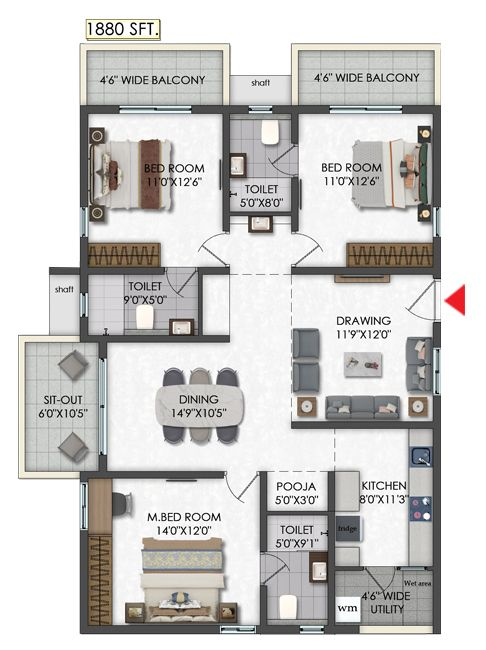 1880 SFT.
4'6" WIDE BALCONY
shaft
4'6" WIDE BALCONY
BED ROOM
11'0"X12'6"
TOILET
5'0"X8'0"
BED ROOM
11'0"X12'6"
shaft
TOILET
9'0"X5'0"
DRAWING
11'9"X12'0"
SIT-OUT
6'0"X10'5"
DINING
14'9"X10'5"
POOJA
5'0"X3'0"
KITCHEN
8'0"X11'3"
M.BED ROOM
14'0"X12'0"
TOILET
5'0"X9'1"
fridge
Wet area
4'6" WIDE
UTILITY
wm